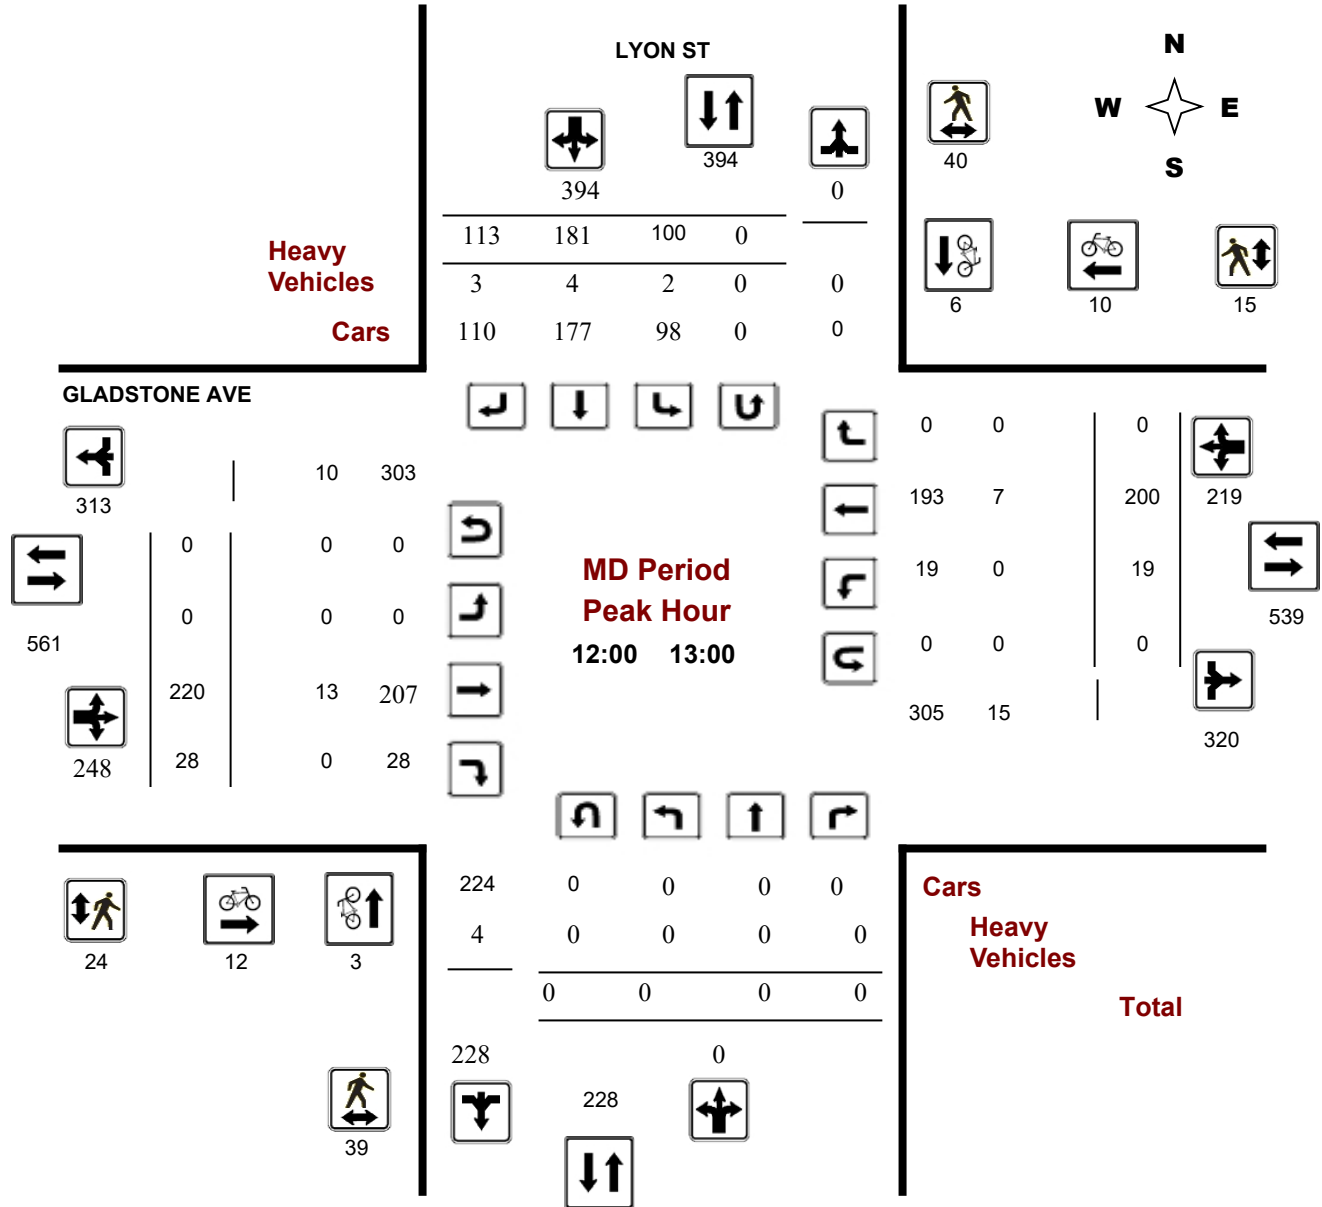 LYON ST
N
W E
S
394
40
394 0
113 181 100 0
Heavy
Vehicles
3 4 2 0 0
6 10 15
Cars
110 177 98 0 0
GLADSTONE AVE
0 0 0
10 303
313
193 7 200 219
0 0 0
MD Period
19 0 19
Peak Hour
0 0 0
539
561
12:00 13:00
0 0 0
220 13 207
305 15
320
248 28 0 28
224 0 0 0 0
Cars
4 0 0 0 0
Heavy
Vehicles
24 12 3
0 0 0 0
Total
228 0
228
39